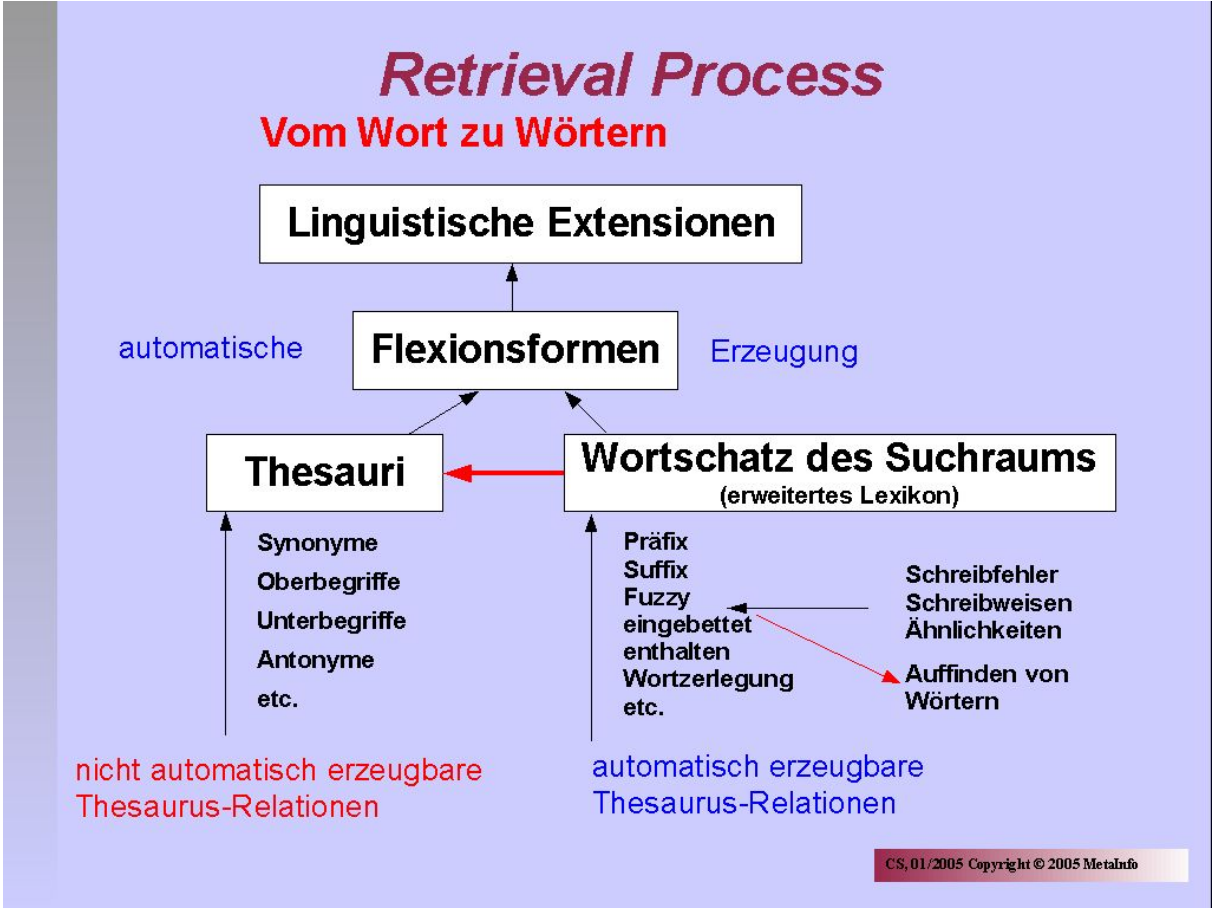 Retrieval Process
Vom Wort zu Wörtern
Linguistische Extensionen
automatische
Flexionsformen
Erzeugung
Thesauri
Wortschatz des Suchraums
(erweitertes Lexikon)
Synonyme
Oberbegriffe
Unterbegriffe
Antonyme
etc.
Präfix
Suffix
Fuzzy
eingebettet
enthalten
Wortzerlegung
etc.
Schreibfehler
Schreibweisen
Ähnlichkeiten
Auffinden von
Wörtern
nicht automatisch erzeugbare
Thesaurus-Relationen
automatisch erzeugbare
Thesaurus-Relationen
CS, 01/2005 Copyright © 2005 MetaInfo